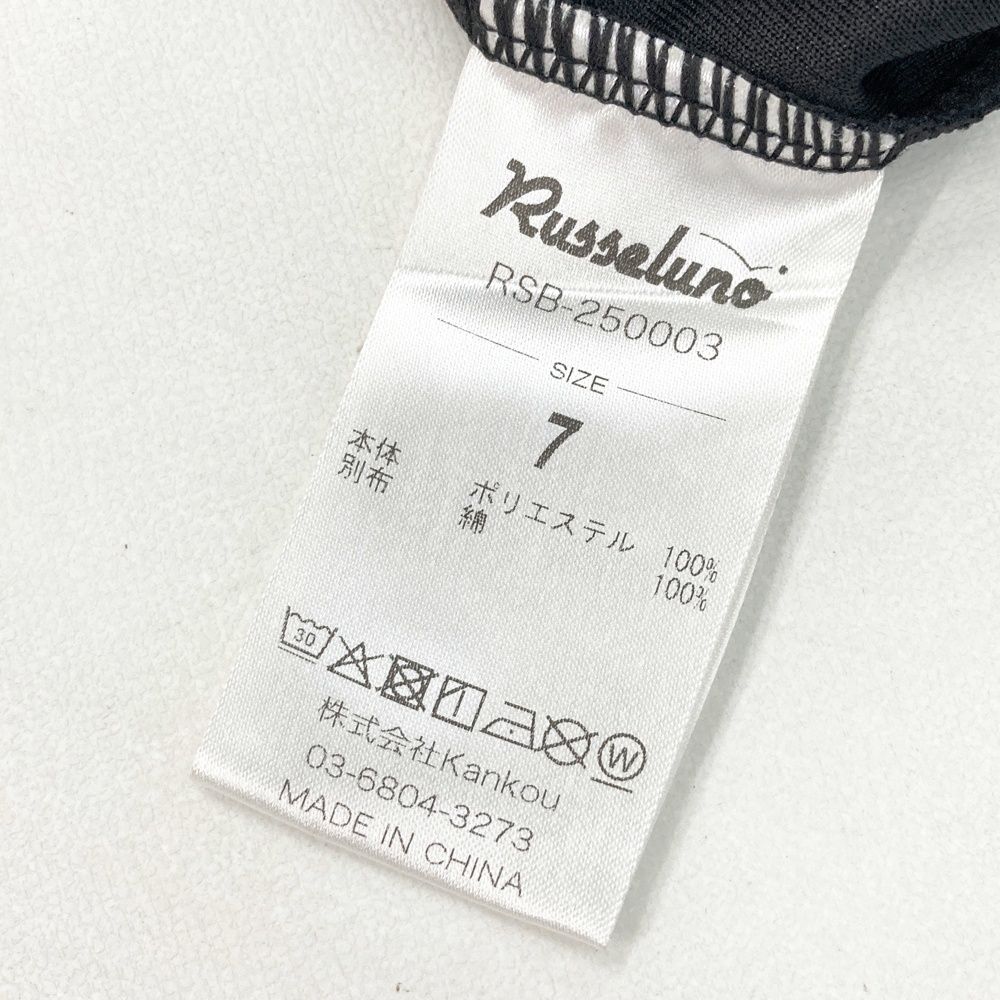 Russeluno
RSB-250003
SIZE
7
本体 ポリエステル 100%
別布 綿 100%
30
W
株式会社Kankou
03-6804-3273
MADE IN CHINA